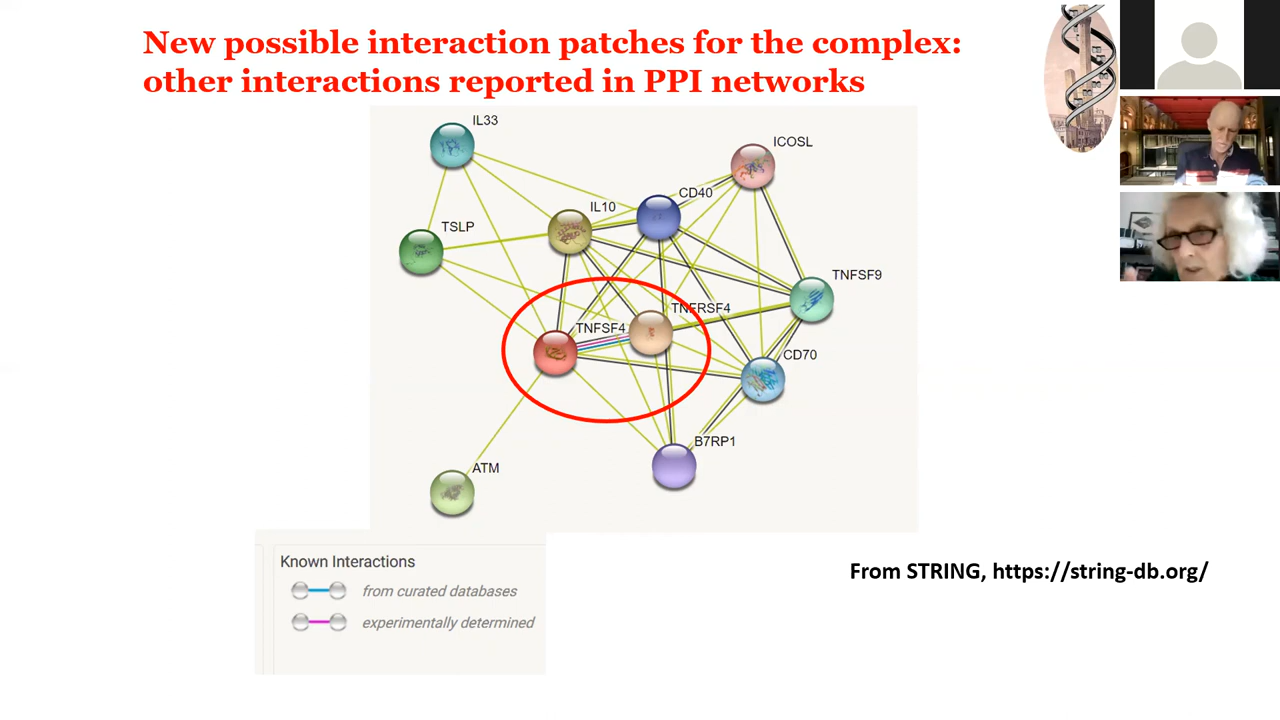 New possible interaction patches for the complex:
other interactions reported in PPI networks
IL33
ICOSL
CD40
IL10
TSLP
TNFSF9
TNFRSF4
TNFSF4
CD70
B7RP1
ATM
Known Interactions
from curated databases
experimentally determined
From STRING, https://string-db.org/